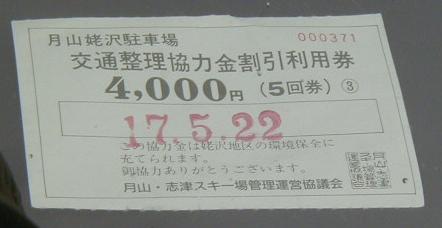 月山姥沢駐車場 000371
交通整理協力金割引利用券
4,000円 (5回券) ③
17.5.22
この協力金は姥沢地区の環境保全に
充てられます。
御協力ありがとうございます。
月山・志津スキー場管理運営協議会